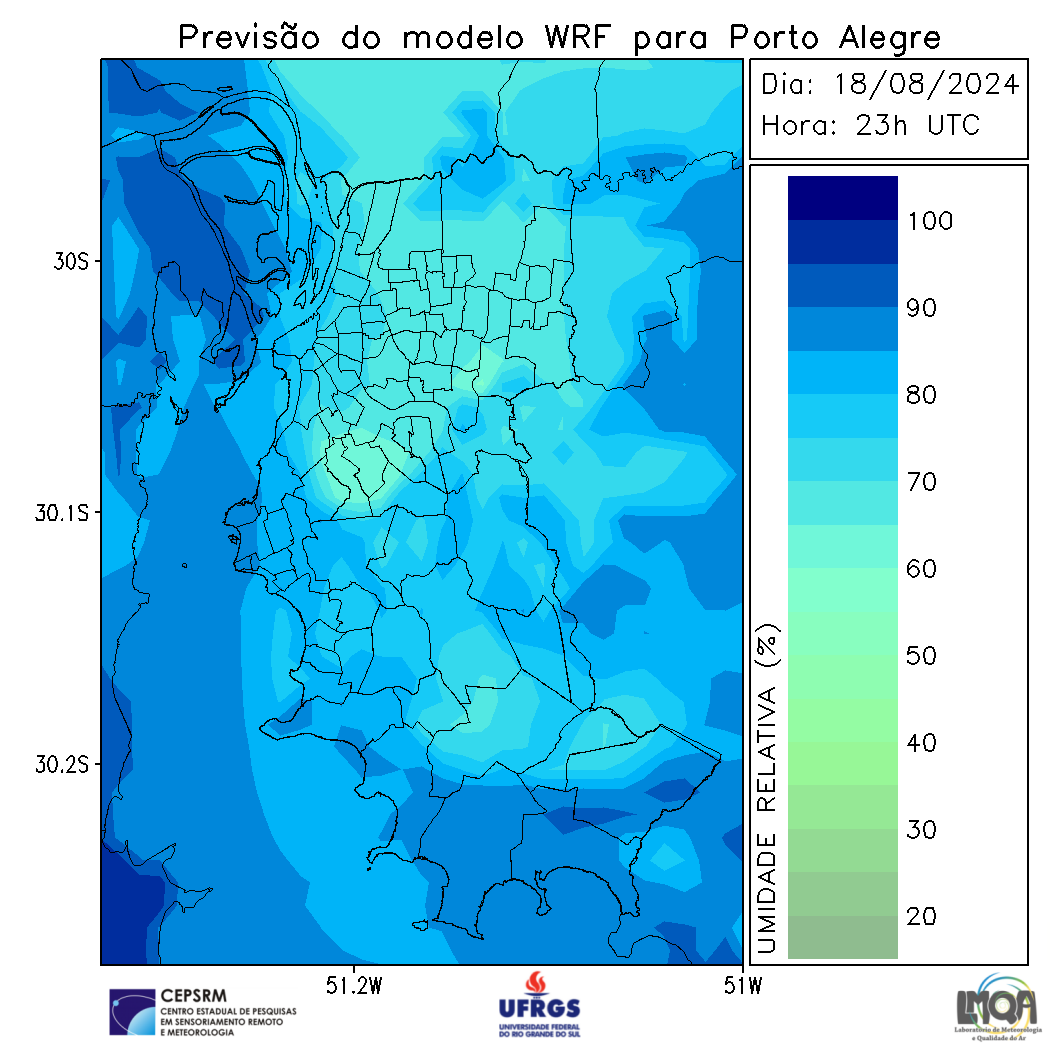 Previsão do modelo WRF para Porto Alegre
Dia: 18/08/2024
Hora: 23h UTC
30S
30.1S
30.2S
51.2W
51W
100
90
80
70
60
50
40
30
20
UMIDADE RELATIVA (%)
CEPSRM
CENTRO ESTADUAL DE PESQUISAS
EM SENSORIAMENTO REMOTO
E METEOROLOGIA
UFRGS
UNIVERSIDADE FEDERAL
DO RIO GRANDE DO SUL
LMQA
Laboratório de Meteorologia
e Qualidade do Ar